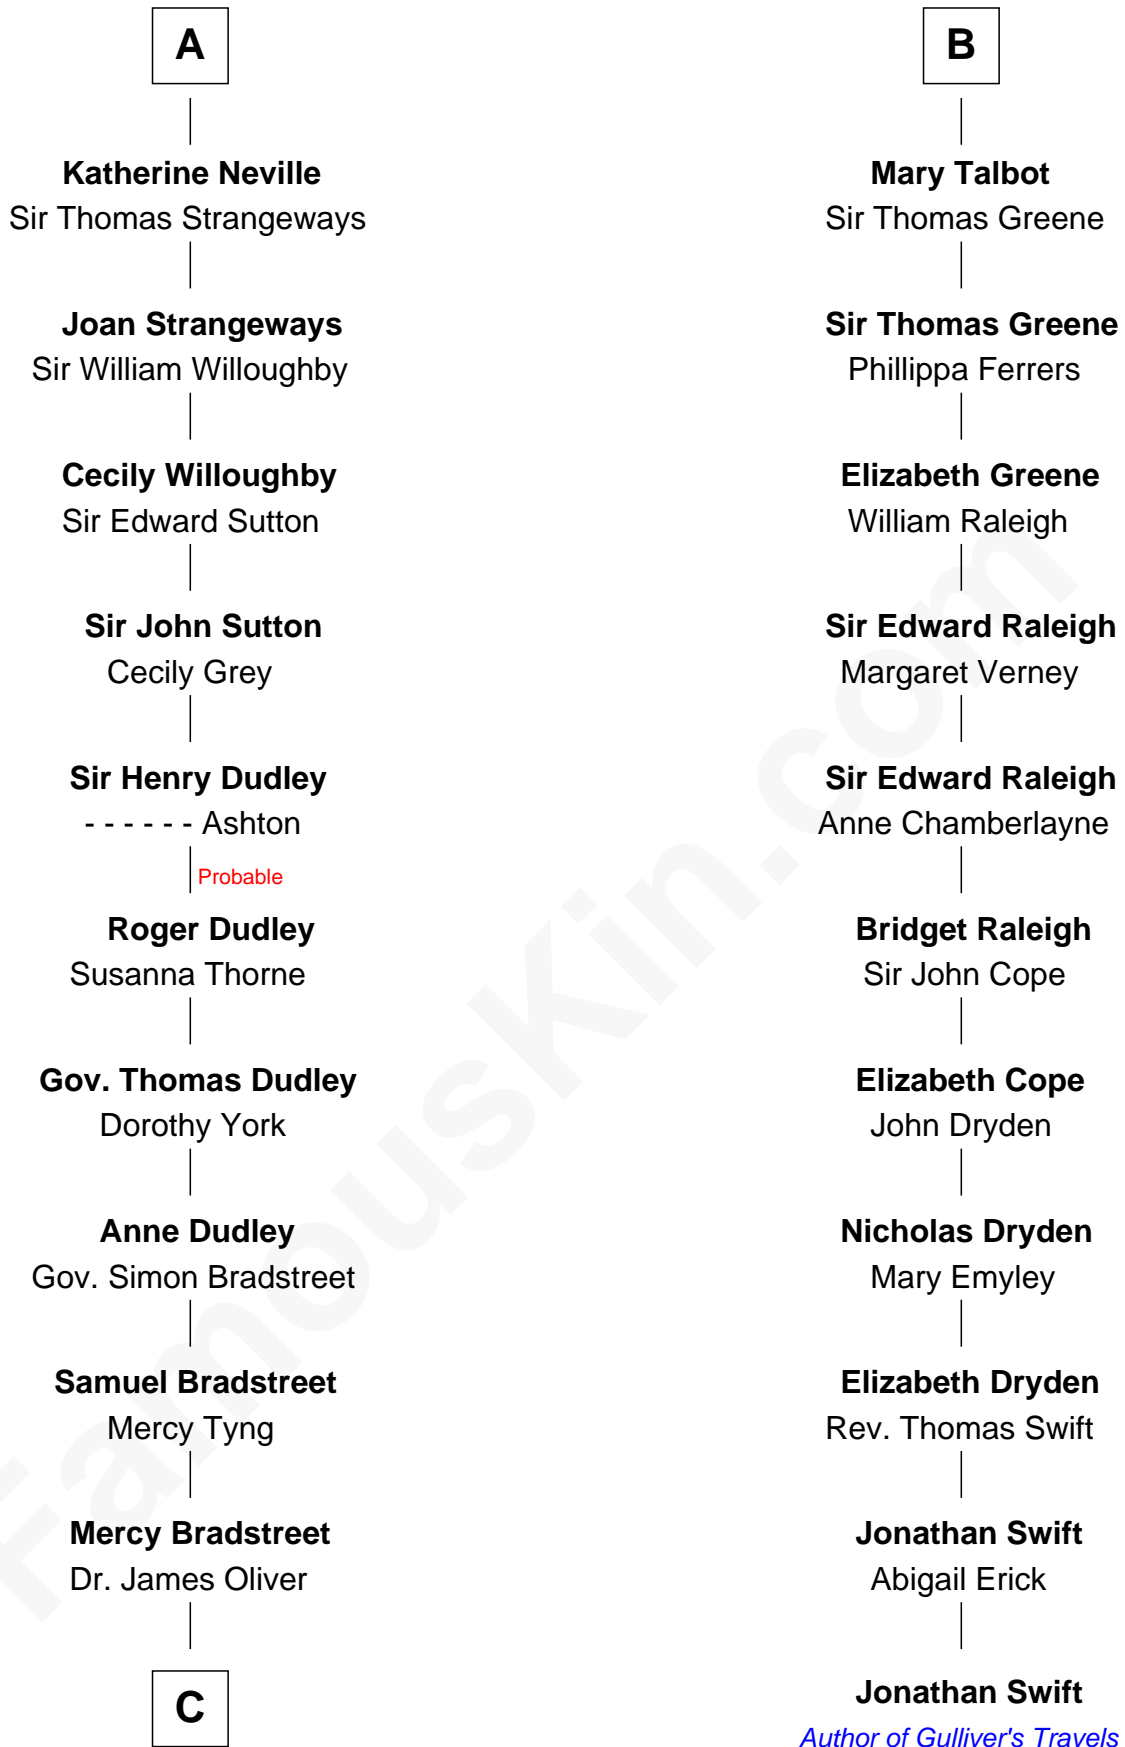 A
Katherine Neville
Sir Thomas Strangeways
Joan Strangeways
Sir William Willoughby
Cecily Willoughby
Sir Edward Sutton
Sir John Sutton
Cecily Grey
Sir Henry Dudley
- - - - - - Ashton
Probable
Roger Dudley
Susanna Thorne
Gov. Thomas Dudley
Dorothy York
Anne Dudley
Gov. Simon Bradstreet
Samuel Bradstreet
Mercy Tyng
Mercy Bradstreet
Dr. James Oliver
C
B
Mary Talbot
Sir Thomas Greene
Sir Thomas Greene
Phillippa Ferrers
Elizabeth Greene
William Raleigh
Sir Edward Raleigh
Margaret Verney
Sir Edward Raleigh
Anne Chamberlayne
Bridget Raleigh
Sir John Cope
Elizabeth Cope
John Dryden
Nicholas Dryden
Mary Emyley
Elizabeth Dryden
Rev. Thomas Swift
Jonathan Swift
Abigail Erick
Jonathan Swift
Author of Gulliver's Travels
FamousKin.com